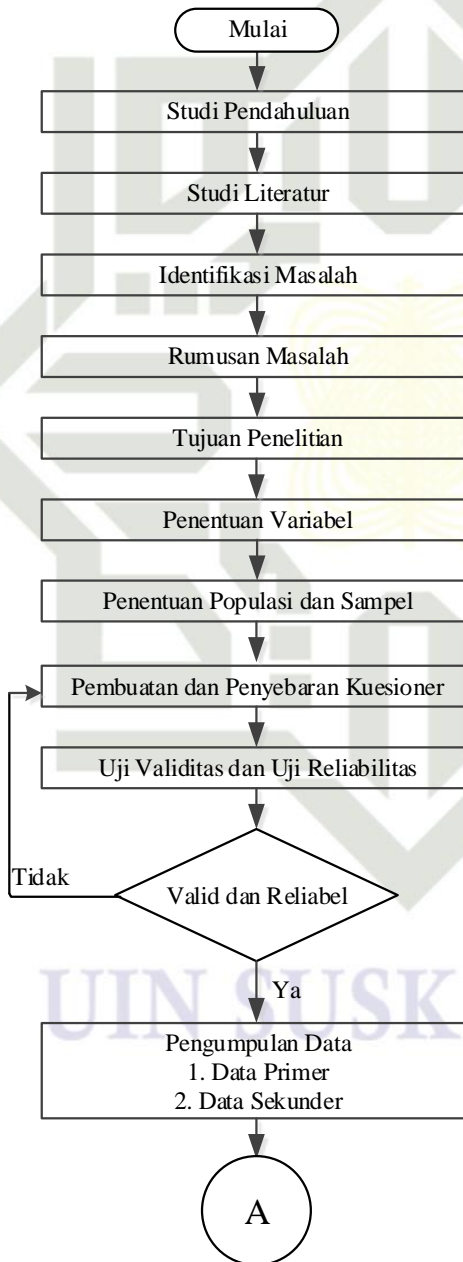 Mulai
Studi Pendahuluan
Studi Literatur
Identifikasi Masalah
Rumusan Masalah
Tujuan Penelitian
Penentuan Variabel
Penentuan Populasi dan Sampel
Pembuatan dan Penyebaran Kuesioner
Uji Validitas dan Uji Reliabilitas
Tidak
Valid dan Reliabel
Ya
UIN SUSK
Pengumpulan Data
1. Data Primer
2. Data Sekunder
A